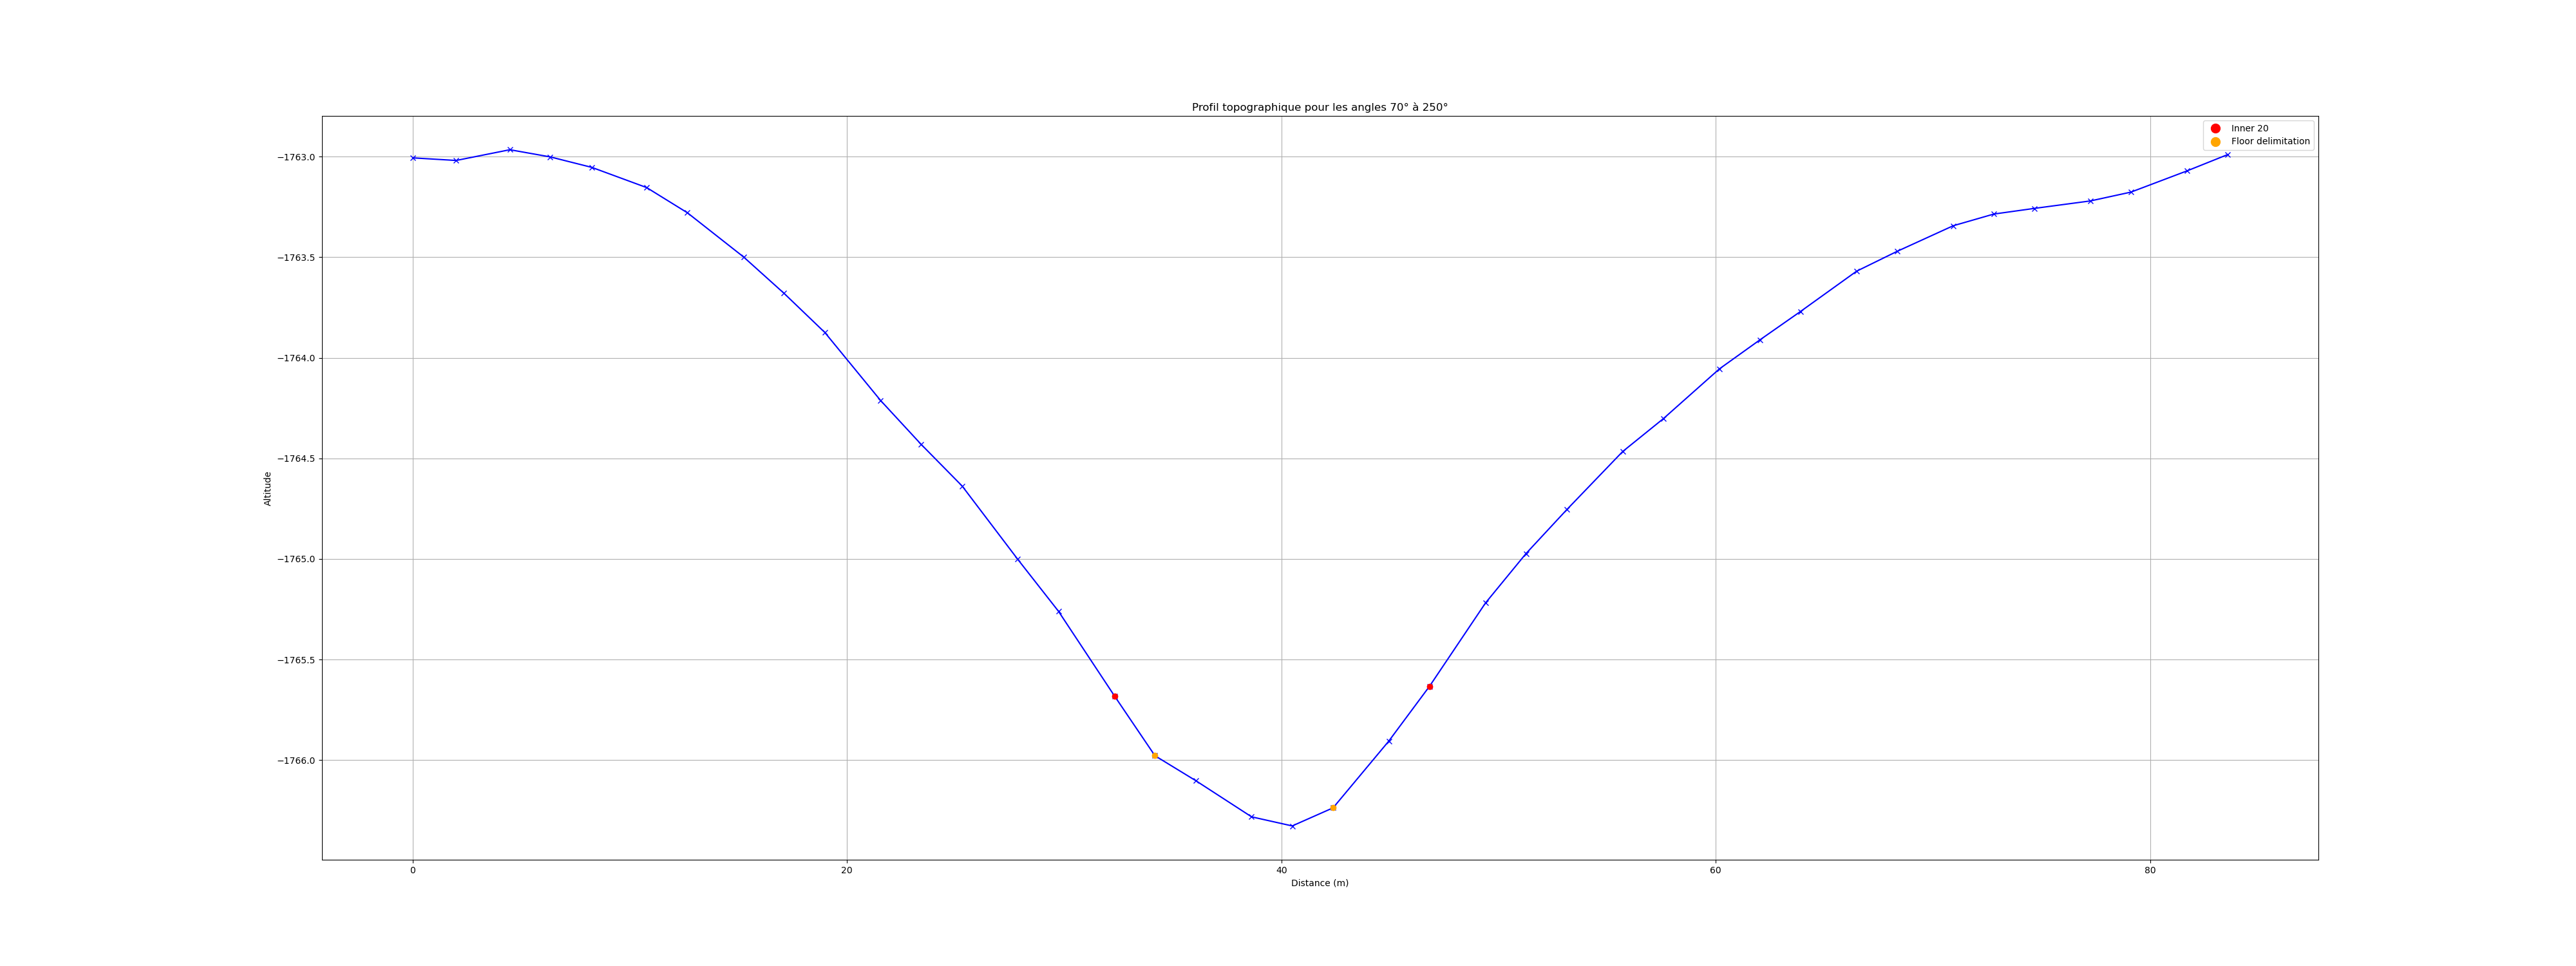 Profil topographique pour les angles 70° à 250°
Inner 20
Floor delimitation
−1763.0
−1763.5
−1764.0
−1764.5
−1765.0
−1765.5
−1766.0
Altitude
0 20 40 60 80
Distance (m)